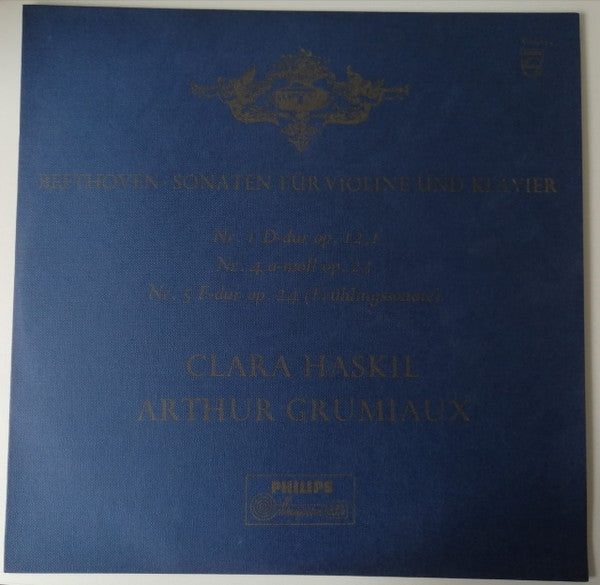 BEETHOVEN · SONATEN FÜR VIOLINE UND KLAVIER
Nr. 1 D-dur op. 12,1
Nr. 4 a-moll op. 23
Nr. 5 F-dur op. 24 (Frühlingssonate)
CLARA HASKIL
ARTHUR GRUMIAUX
PHILIPS